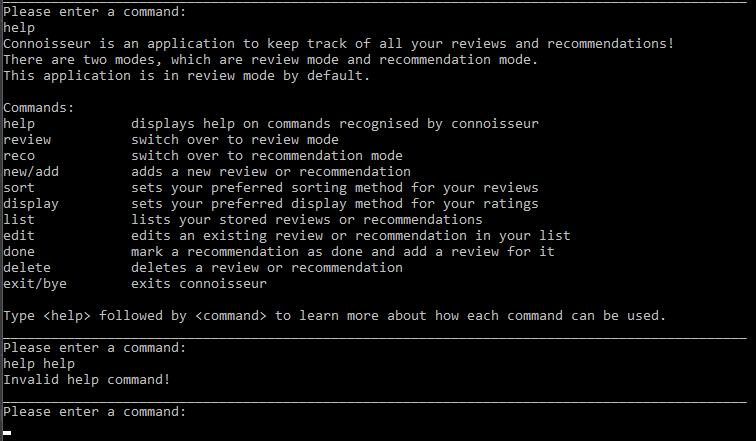 Please enter a command:
help
Connoisseur is an application to keep track of all your reviews and recommendations!
There are two modes, which are review mode and recommendation mode.
This application is in review mode by default.
Commands:
help displays help on commands recognised by connoisseur
review switch over to review mode
reco switch over to recommendation mode
new/add adds a new review or recommendation
sort sets your preferred sorting method for your reviews
display sets your preferred display method for your ratings
list lists your stored reviews or recommendations
edit edits an existing review or recommendation in your list
done mark a recommendation as done and add a review for it
delete deletes a review or recommendation
exit/bye exits connoisseur
Type <help> followed by <command> to learn more about how each command can be used.
Please enter a command:
help help
Invalid help command!
Please enter a command: